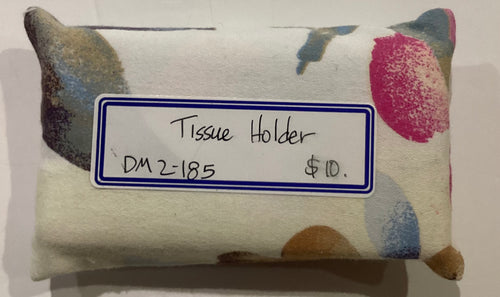 Tissue Holder
DM2-185 $10.